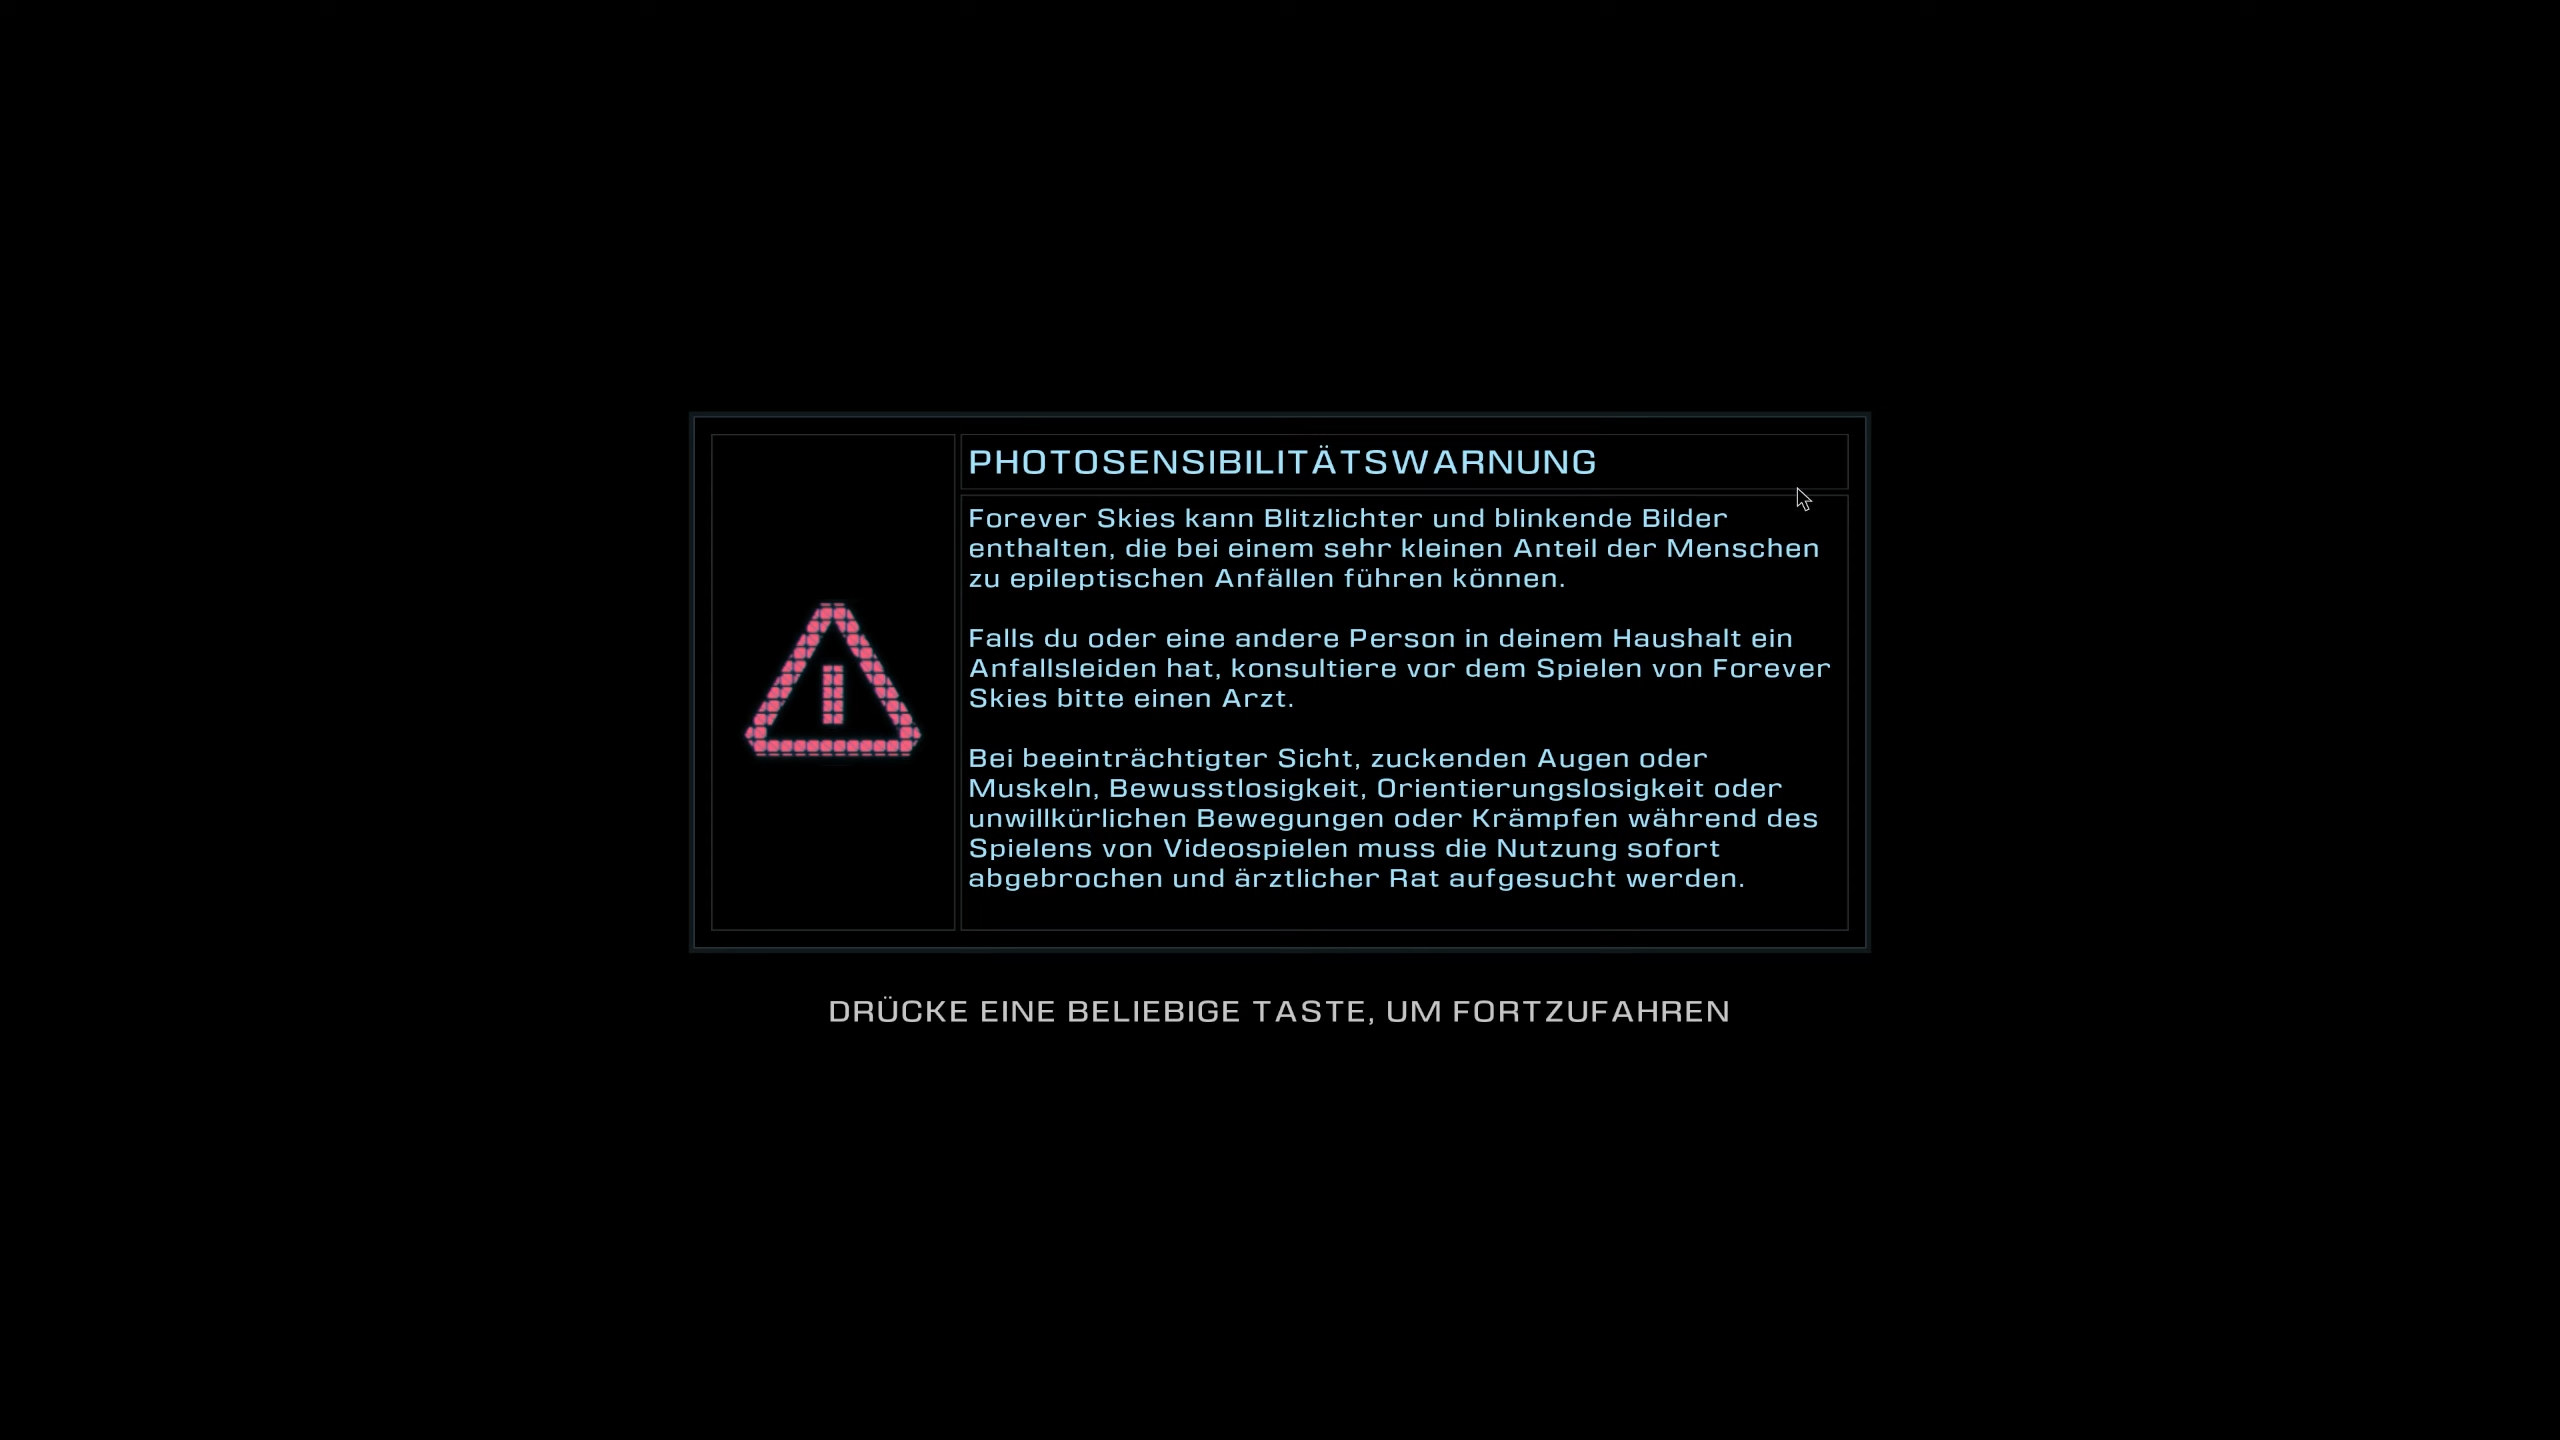 PHOTOSENSIBILITÄTSWARNUNG
Forever Skies kann Blitzlichter und blinkende Bilder
enthalten, die bei einem sehr kleinen Anteil der Menschen
zu epileptischen Anfällen führen können.
Falls du oder eine andere Person in deinem Haushalt ein
Anfallsleiden hat, konsultiere vor dem Spielen von Forever
Skies bitte einen Arzt.
Bei beeinträchtigter Sicht, zuckenden Augen oder
Muskeln, Bewusstlosigkeit, Orientierungslosigkeit oder
unwillkürlichen Bewegungen oder Krämpfen während des
Spielens von Videospielen muss die Nutzung sofort
abgebrochen und ärztlicher Rat aufgesucht werden.
DRÜCKE EINE BELIEBIGE TASTE, UM FORTZUFAHREN